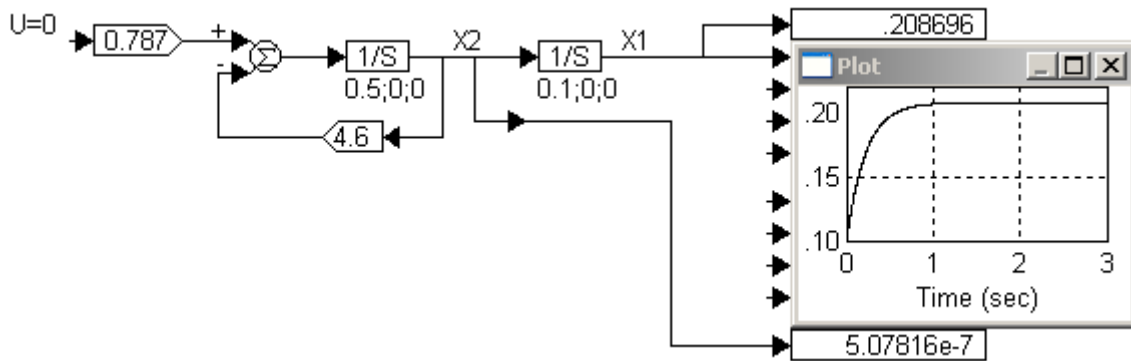 U=0
0.787
+
-
Σ
1/S
0.5;0;0
X2
1/S
0.1;0;0
X1
4.6
.208696
Plot
.20
.15
.10
0 1 2 3
Time (sec)
5.07816e-7